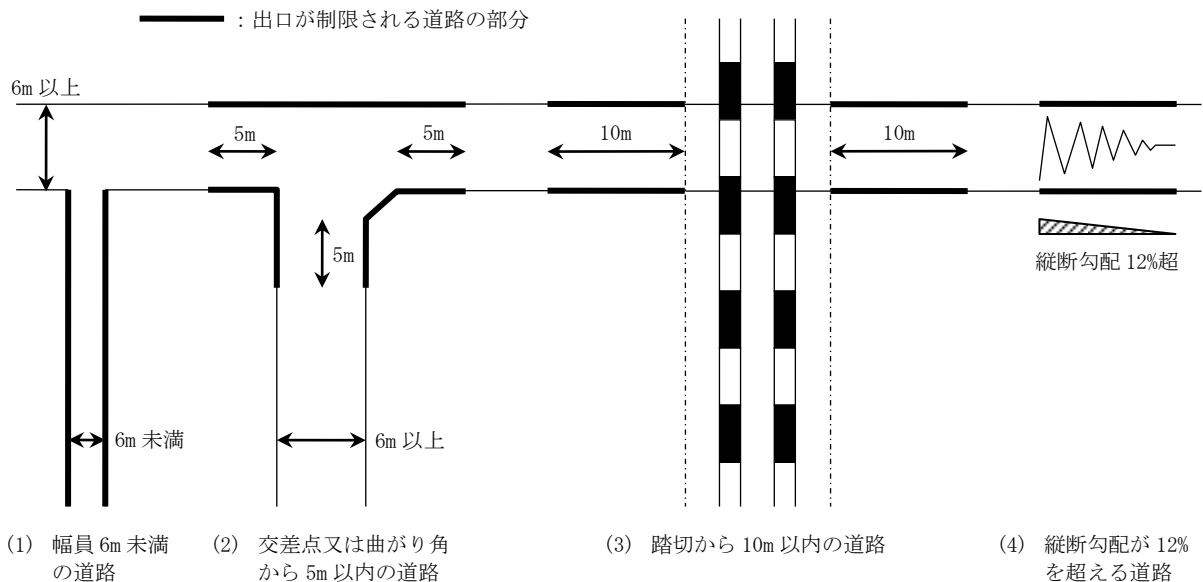 ：出口が制限される道路の部分
6m 以上
5m
5m
10m
10m
5m
縦断勾配 12%超
6m 未満
6m 以上
(1) 幅員 6m 未満
の道路
(2) 交差点又は曲がり角
から 5m 以内の道路
(3) 踏切から 10m 以内の道路
(4) 縦断勾配が 12%
を超える道路